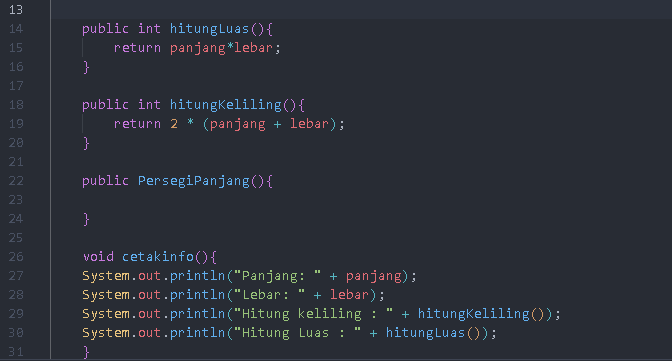 13
14 public int hitungLuas(){
15 return panjang*lebar;
16 }
17
18 public int hitungKeliling(){
19 return 2 * (panjang + lebar);
20 }
21
22 public PersegiPanjang(){
23
24 }
25
26 void cetakinfo(){
27 System.out.println("Panjang: " + panjang);
28 System.out.println("Lebar: " + lebar);
29 System.out.println("Hitung keliling : " + hitungKeliling());
30 System.out.println("Hitung Luas : " + hitungLuas());
31 }